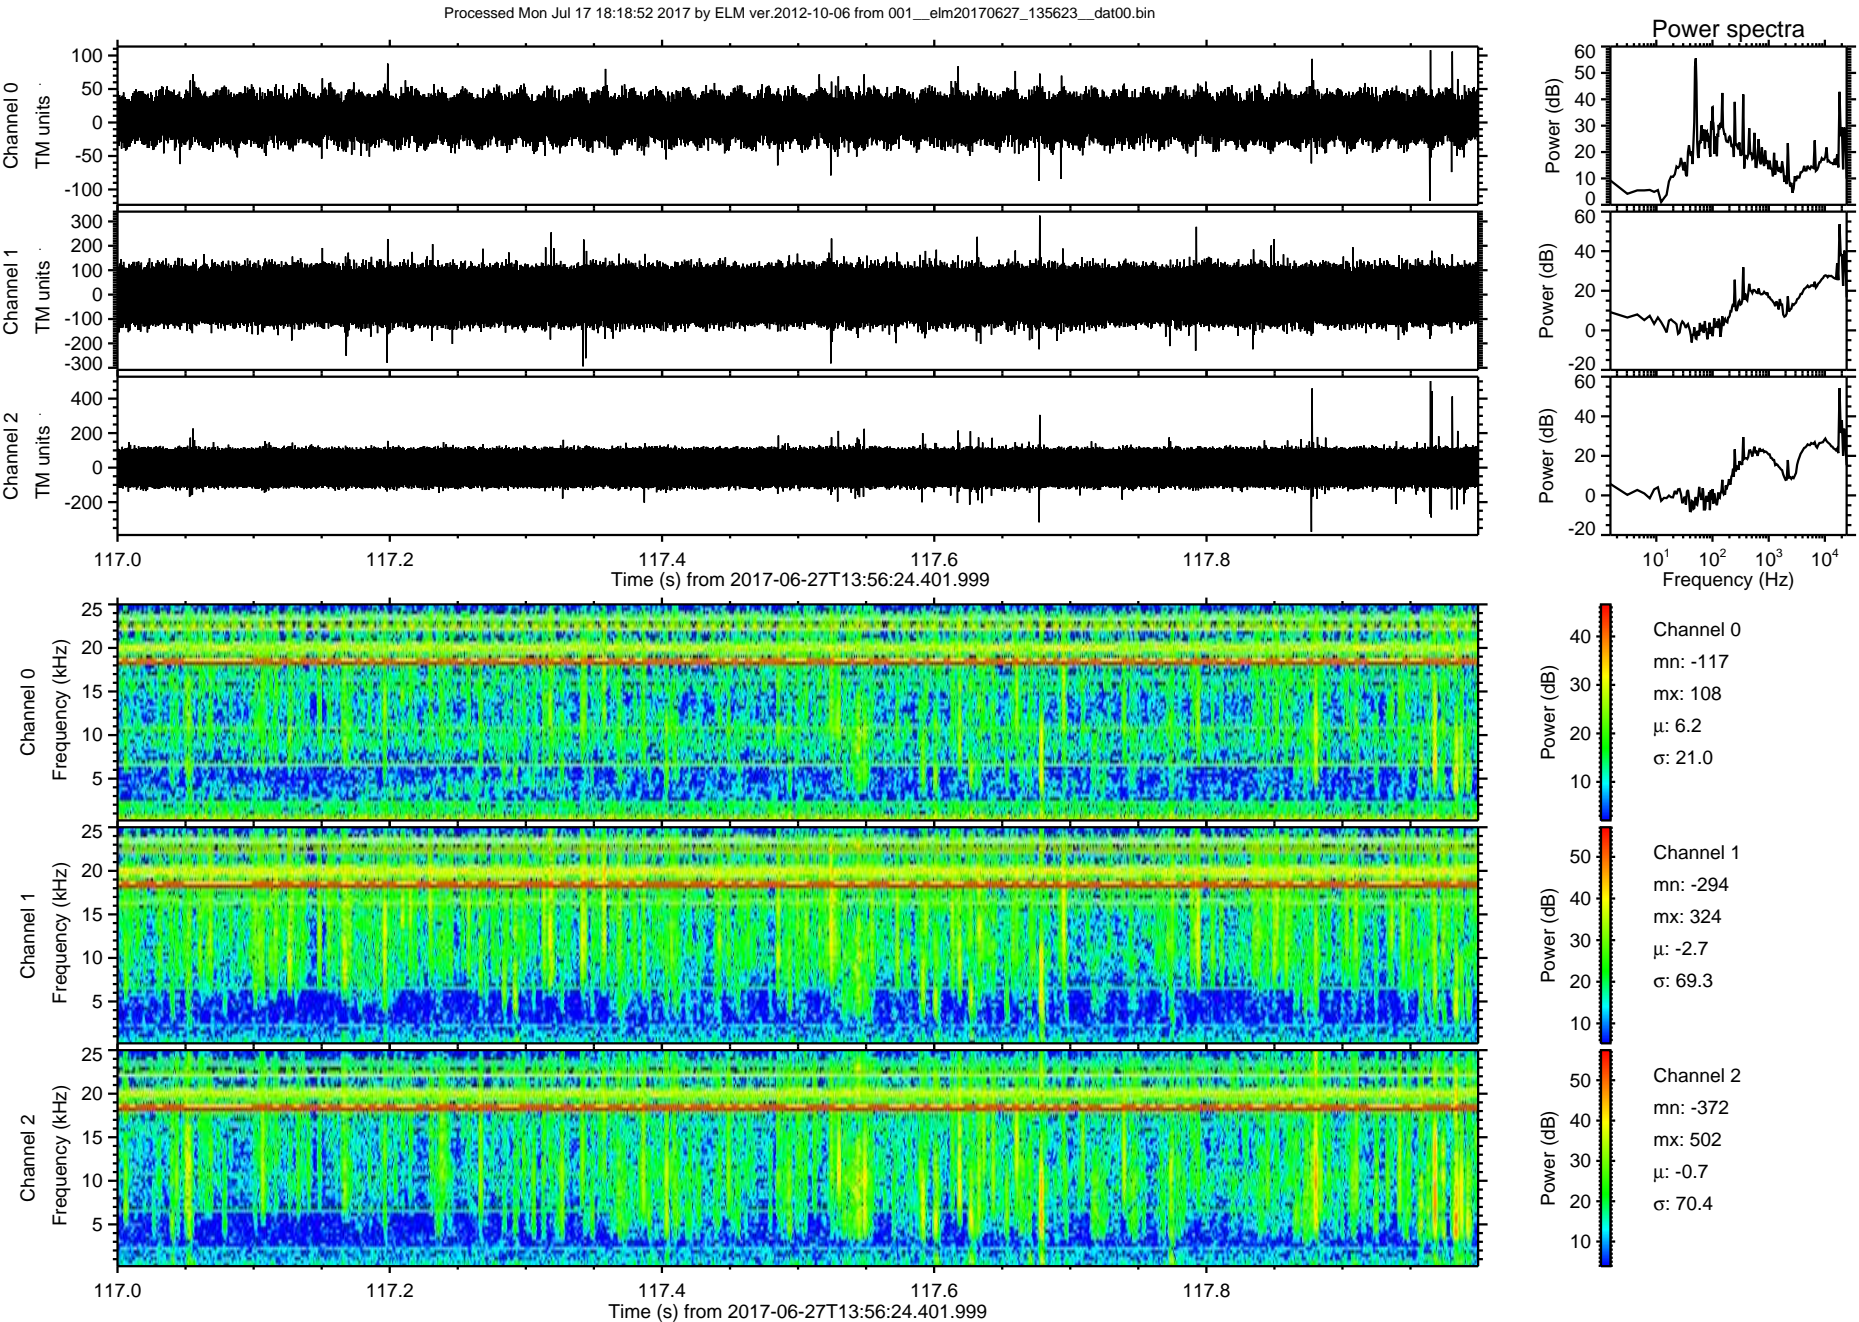 Processed Mon Jul 17 18:18:52 2017 by ELM ver.2012-10-06 from 001__elm20170627_135623__dat00.bin
Power spectra
Channel 0
TM units
100
50
0
-50
-100
Power (dB)
60
50
40
30
20
10
0
Channel 1
TM units
300
200
100
0
-100
-200
-300
Power (dB)
60
40
20
0
-20
Channel 2
TM units
400
200
0
-200
Power (dB)
60
40
20
0
-20
117.0 117.2 117.4 117.6 117.8
Time (s) from 2017-06-27T13:56:24.401.999
10¹ 10² 10³ 10⁴
Frequency (Hz)
Channel 0
Frequency (kHz)
25
20
15
10
5
Power (dB)
40
30
20
10
Channel 0
mn: -117
mx: 108
µ: 6.2
σ: 21.0
Channel 1
Frequency (kHz)
25
20
15
10
5
Power (dB)
50
40
30
20
10
Channel 1
mn: -294
mx: 324
µ: -2.7
σ: 69.3
Channel 2
Frequency (kHz)
25
20
15
10
5
Power (dB)
50
40
30
20
10
Channel 2
mn: -372
mx: 502
µ: -0.7
σ: 70.4
117.0 117.2 117.4 117.6 117.8
Time (s) from 2017-06-27T13:56:24.401.999